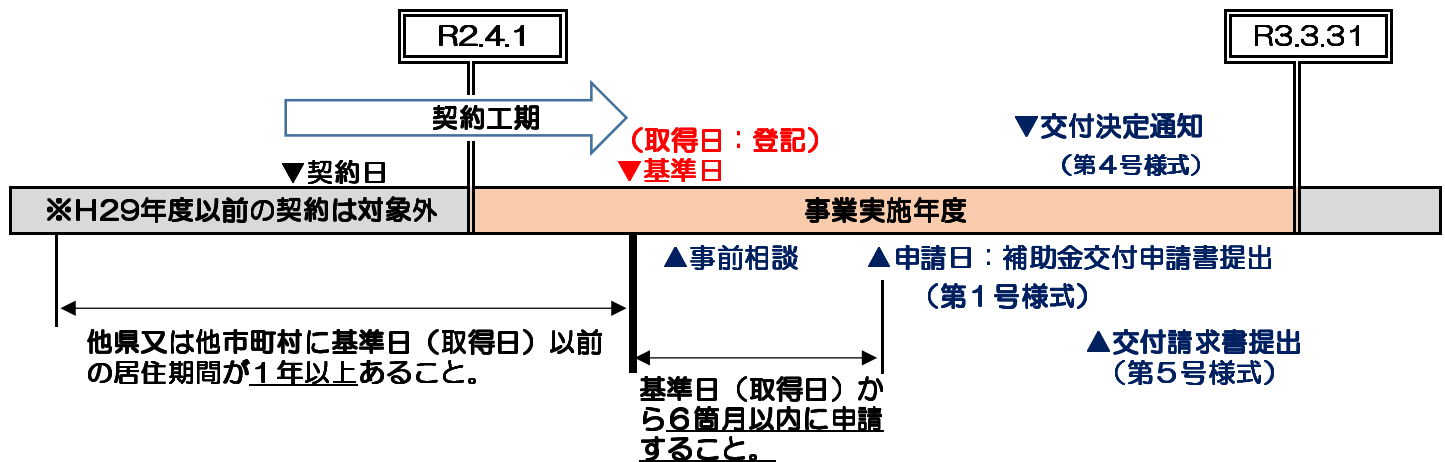 R2.4.1
R3.3.31
契約工期
(取得日:登記)
▼基準日
▼契約日
▼交付決定通知
(第4号様式)
※H29年度以前の契約は対象外
事業実施年度
▲事前相談
▲申請日:補助金交付申請書提出
(第1号様式)
他県又は他市町村に基準日(取得日)以前
の居住期間が1年以上あること。
▲交付請求書提出
(第5号様式)
基準日(取得日)か
ら6箇月以内に申請
すること。